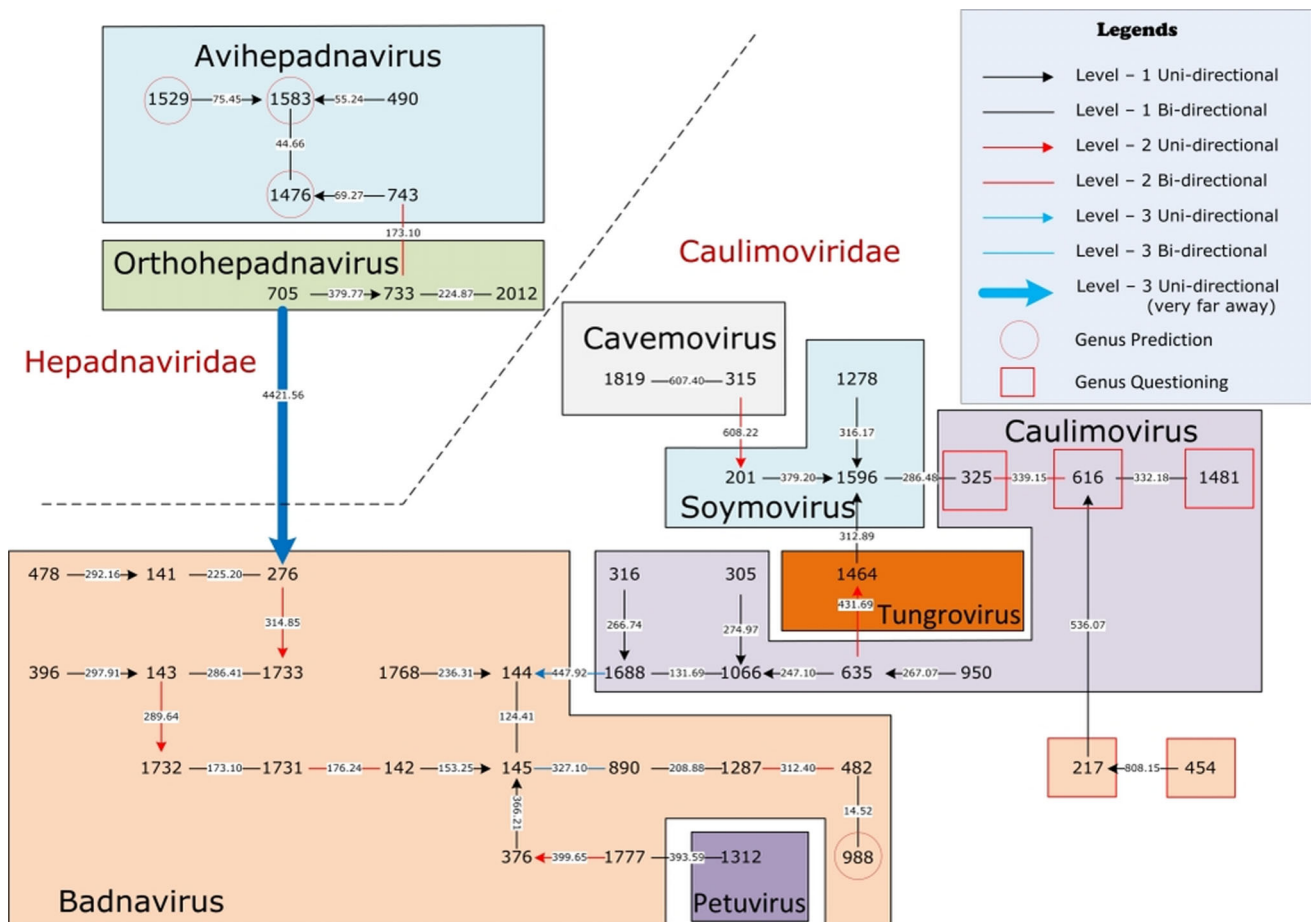 Avihepadnavirus
1529 75.45 1583 55.24 490
44.66
1476 69.27 743
173.10
Orthohepadnavirus
705 379.77 733 224.87 2012
Hepadnaviridae
4421.56
Caulimoviridae
Legends
Level – 1 Uni-directional
Level – 1 Bi-directional
Level – 2 Uni-directional
Level – 2 Bi-directional
Level – 3 Uni-directional
Level – 3 Bi-directional
Level – 3 Uni-directional
(very far away)
Genus Prediction
Genus Questioning
Cavemovirus
1819 607.40 315
608.22
1278
316.17
201 379.20 1596 286.48 325 339.15 616 332.18 1481
Soymovirus
Caulimovirus
312.89
1464
Tungrovirus
431.69
536.07
478 292.16 141 225.20 276
314.85
316 305
266.74 274.97
396 297.91 143 286.41 1733
1768 236.31 144 447.92 1688 131.69 1066 247.10 635 267.07 950
289.64
124.41
1732 173.10 1731 176.24 142 153.25 145 327.10 890 208.88 1287 312.40 482
217 808.15 454
366.21
14.52
376 399.65 1777 393.59 1312
988
Badnavirus
Petuvirus